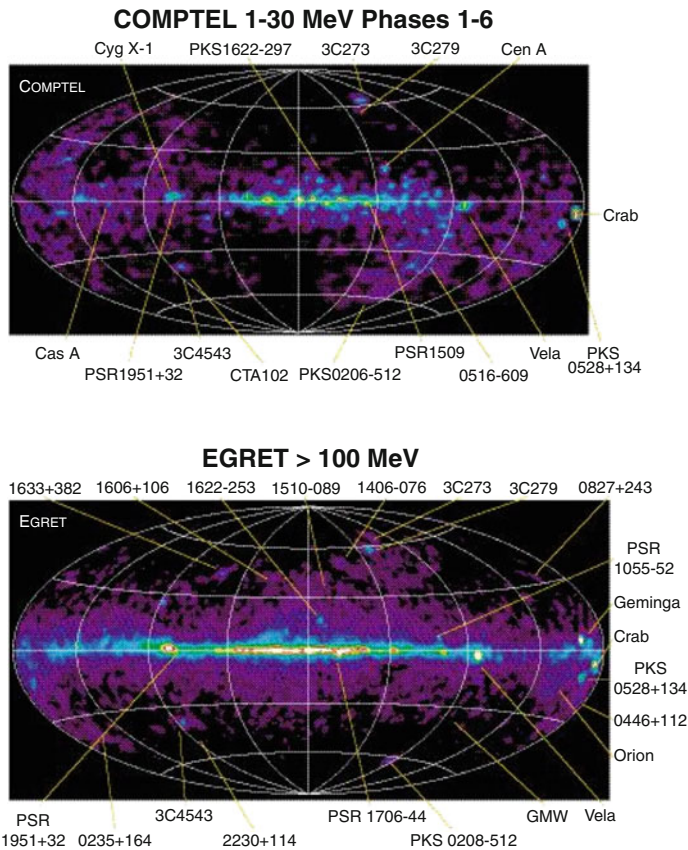 COMPTEL 1-30 MeV Phases 1-6
Cyg X-1 PKS1622-297 3C273 3C279 Cen A
COMPTEL
Crab
Cas A 3C4543 PSR1509 Vela PKS
PSR1951+32 CTA102 PKS0206-512 0516-609 0528+134
EGRET > 100 MeV
1633+382 1606+106 1622-253 1510-089 1406-076 3C273 3C279 0827+243
EGRET
PSR
1055-52
Geminga
Crab
PKS
0528+134
0446+112
Orion
PSR 3C4543 PSR 1706-44 GMW Vela
1951+32 0235+164 2230+114 PKS 0208-512